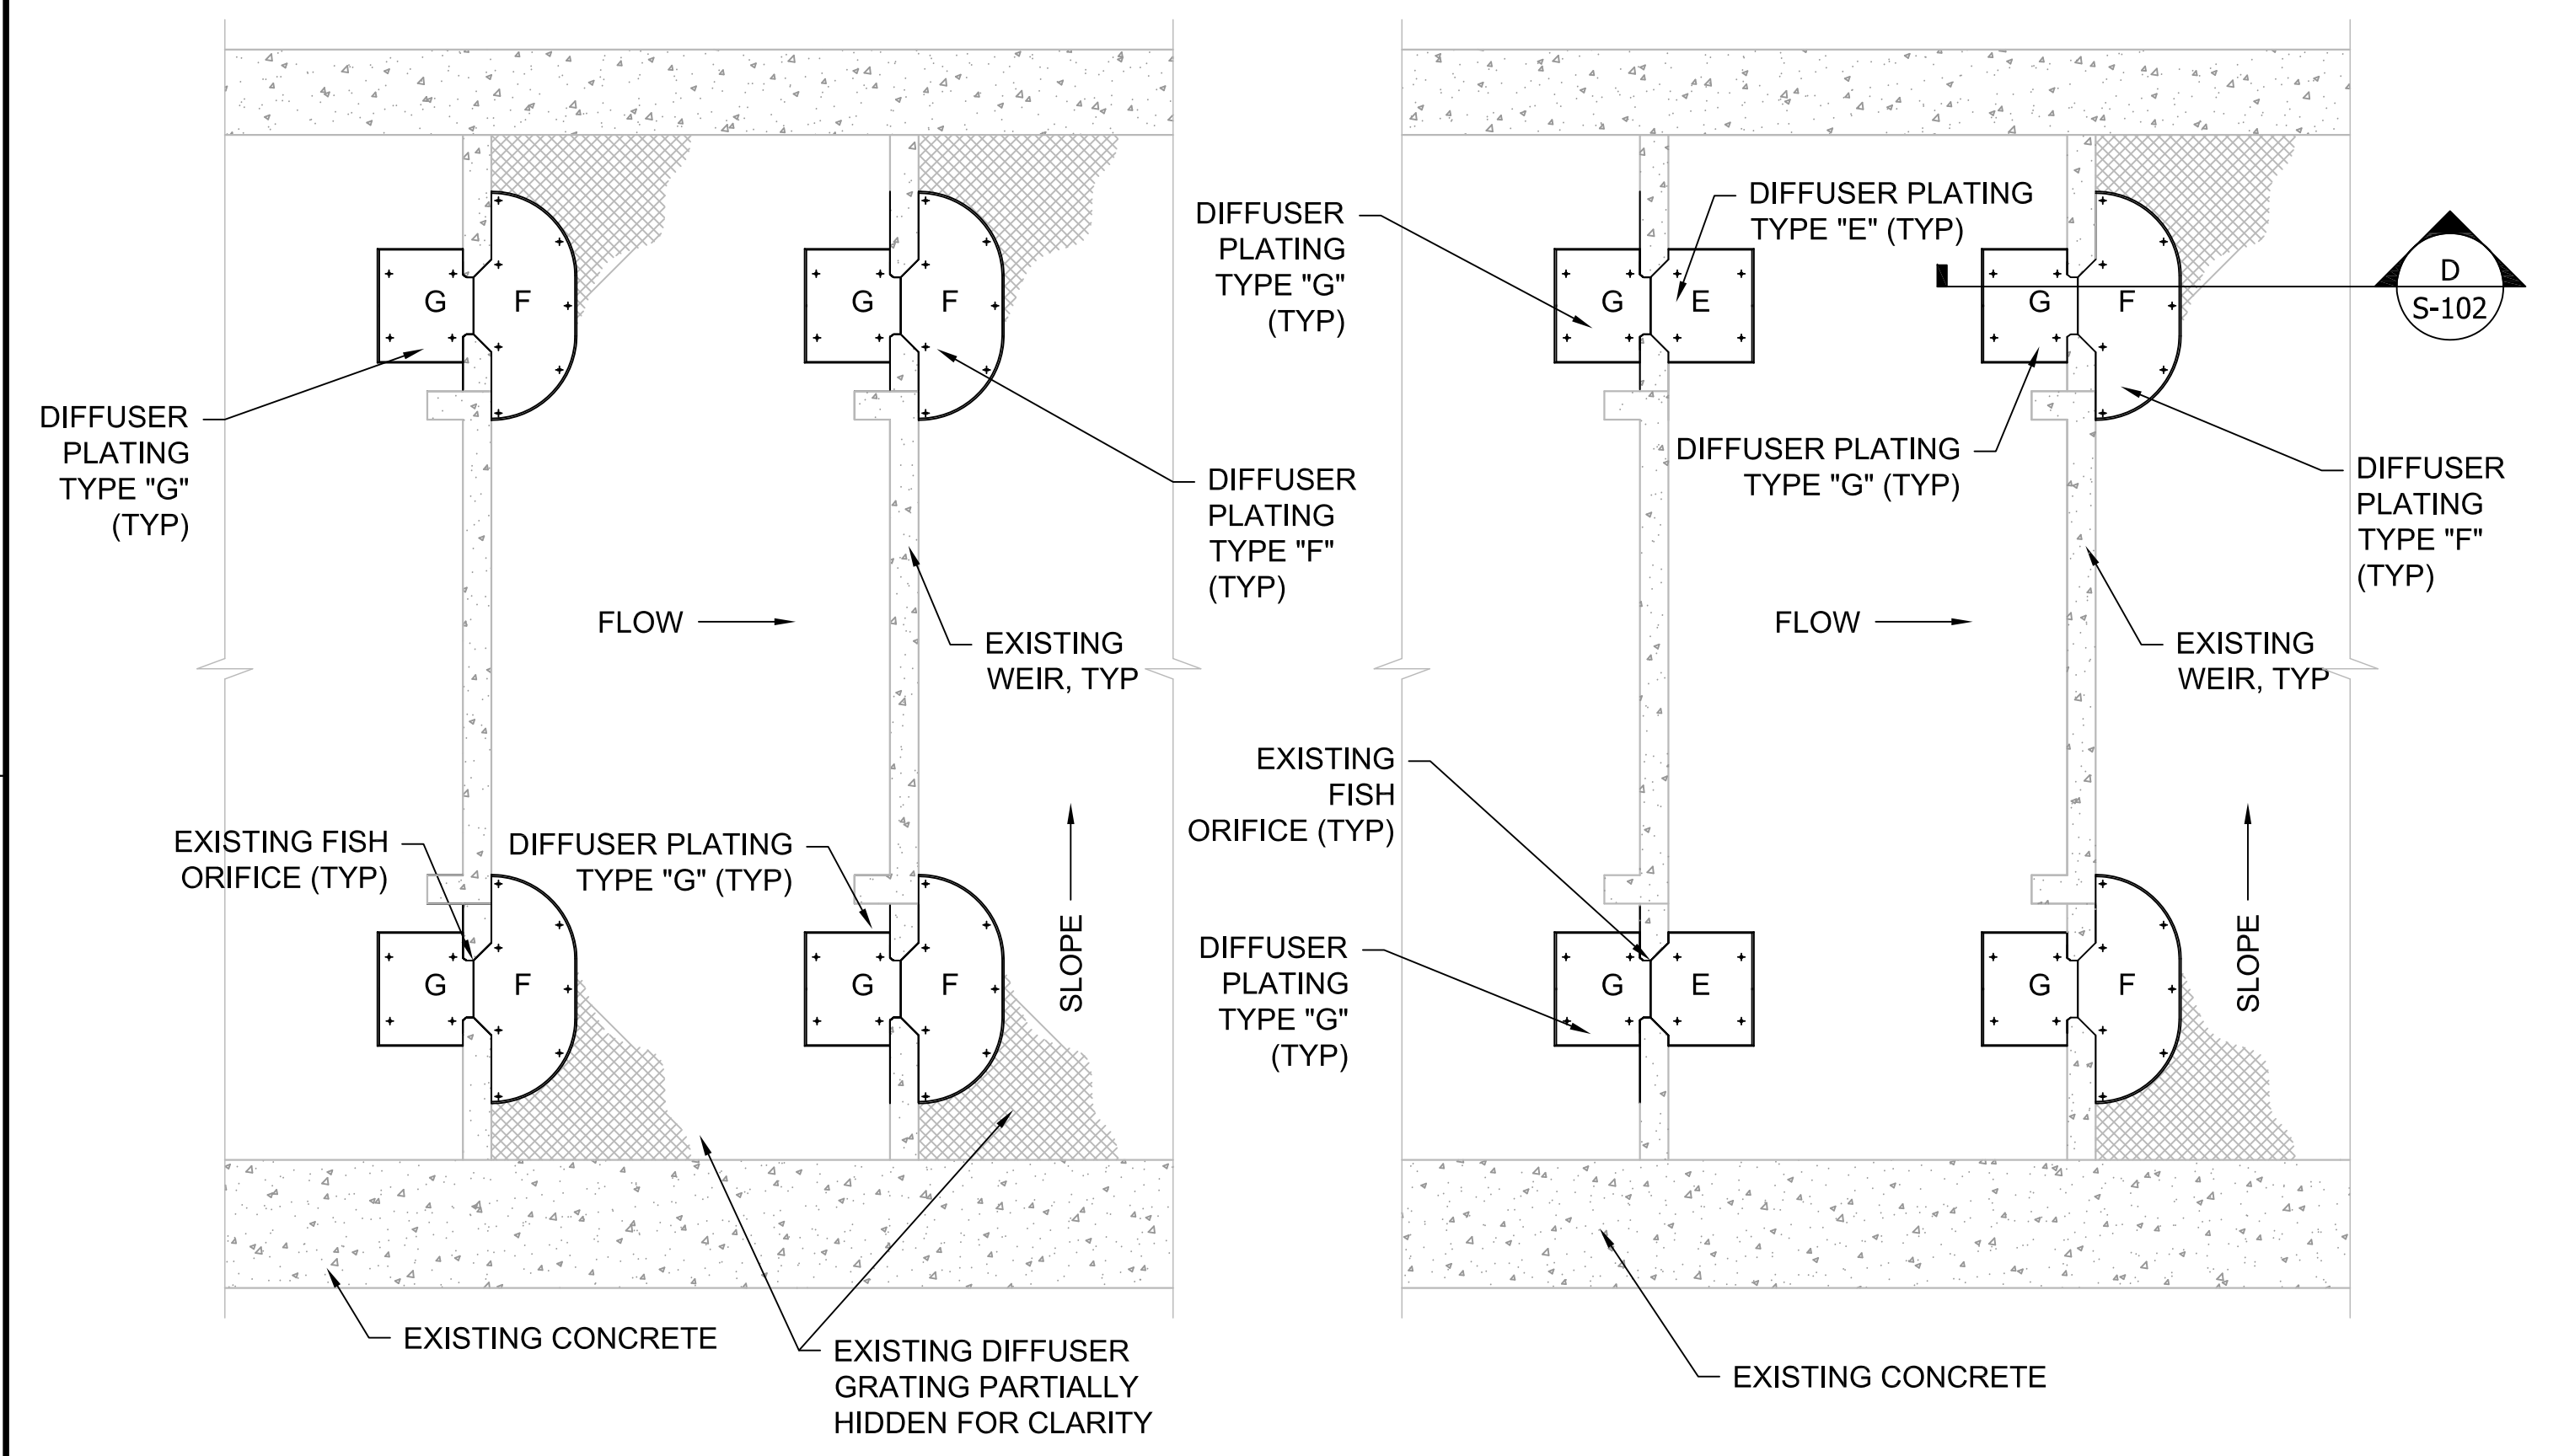 DIFFUSER
PLATING
TYPE "G"
(TYP)
G
F
G
F
DIFFUSER
PLATING
TYPE "F"
(TYP)
FLOW
EXISTING
WEIR, TYP
EXISTING FISH
ORIFICE (TYP)
DIFFUSER PLATING
TYPE "G" (TYP)
G
F
G
F
SLOPE
EXISTING CONCRETE
EXISTING DIFFUSER
GRATING PARTIALLY
HIDDEN FOR CLARITY
DIFFUSER
PLATING
TYPE "G"
(TYP)
DIFFUSER PLATING
TYPE "E" (TYP)
G
E
G
F
D
S-102
DIFFUSER PLATING
TYPE "G" (TYP)
DIFFUSER
PLATING
TYPE "F"
(TYP)
FLOW
EXISTING
WEIR, TYP
EXISTING
FISH
ORIFICE (TYP)
DIFFUSER
PLATING
TYPE "G"
(TYP)
G
E
G
F
SLOPE
EXISTING CONCRETE